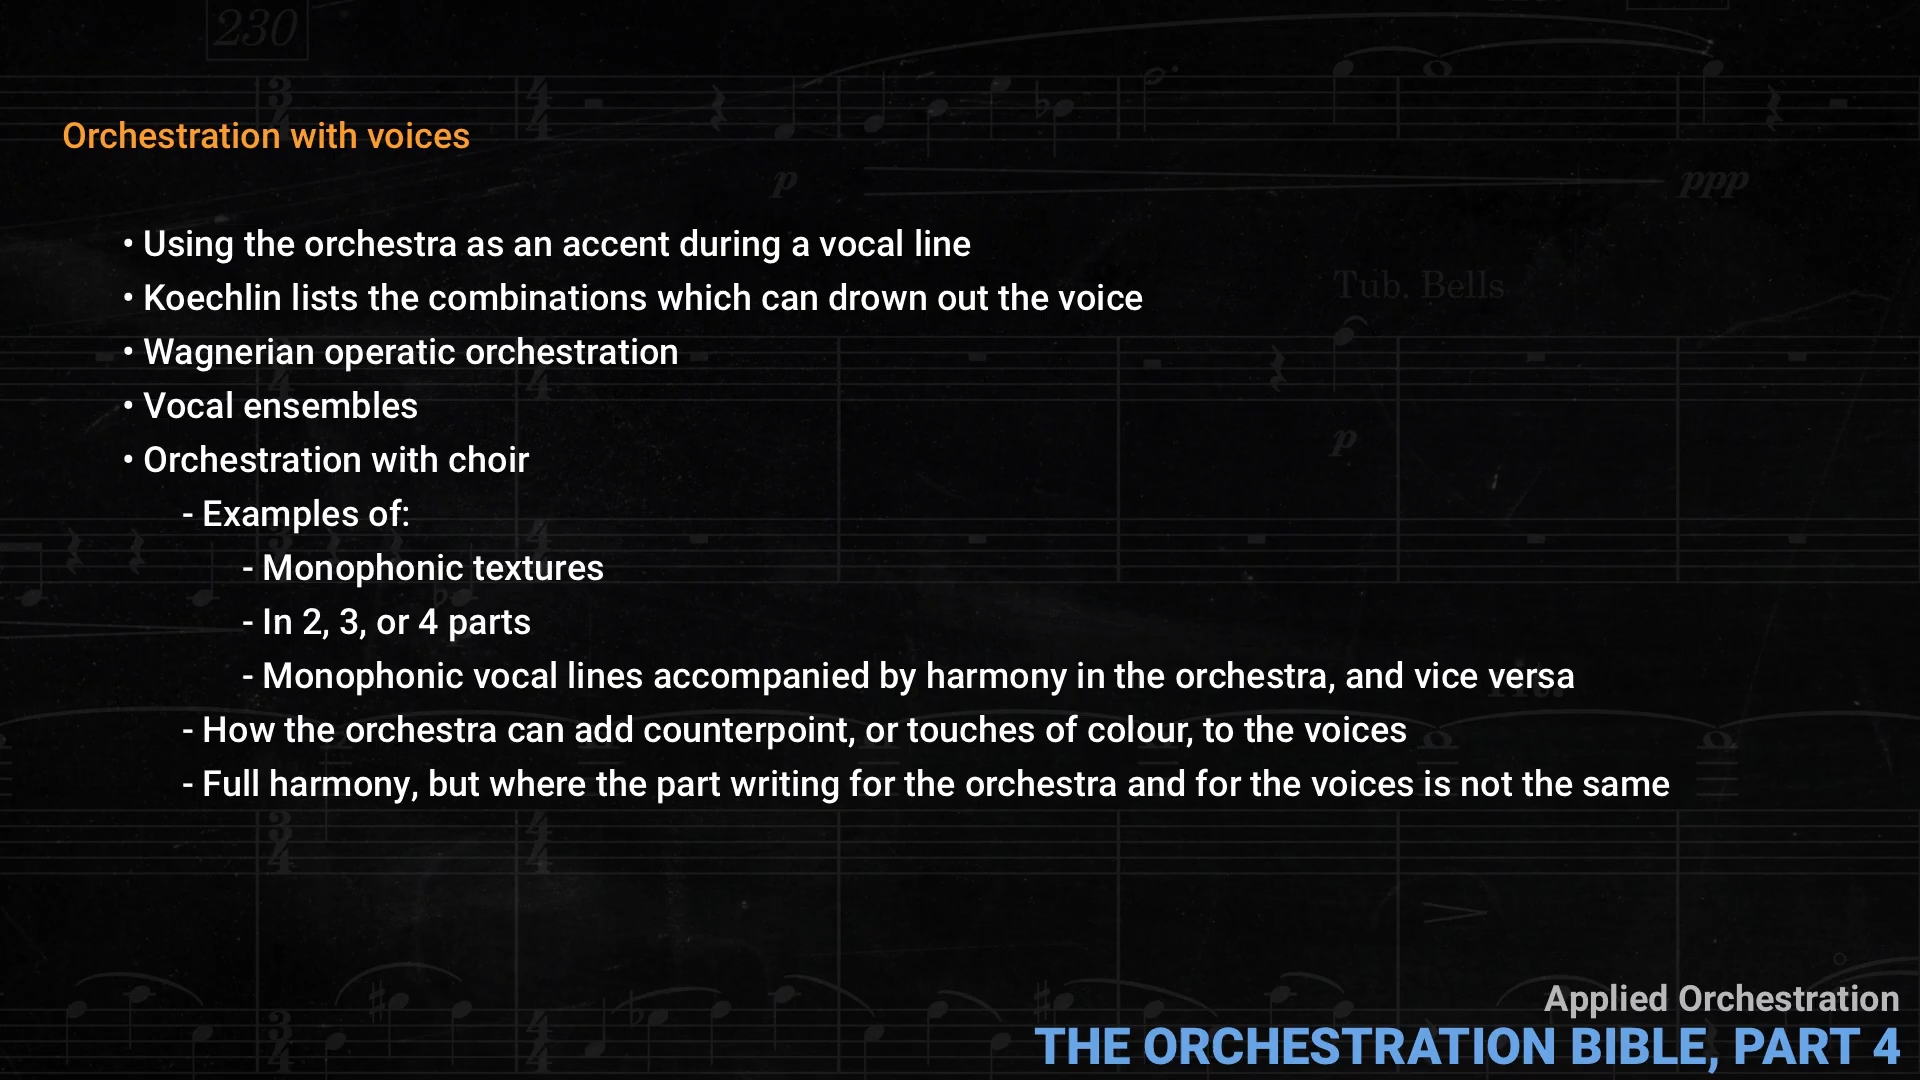 230
Orchestration with voices
p
ppp
• Using the orchestra as an accent during a vocal line
• Koechlin lists the combinations which can drown out the voice
Tub. Bells
• Wagnerian operatic orchestration
• Vocal ensembles
p
• Orchestration with choir
- Examples of:
- Monophonic textures
- In 2, 3, or 4 parts
- Monophonic vocal lines accompanied by harmony in the orchestra, and vice versa
- How the orchestra can add counterpoint, or touches of colour, to the voices
- Full harmony, but where the part writing for the orchestra and for the voices is not the same
Applied Orchestration
THE ORCHESTRATION BIBLE, PART 4